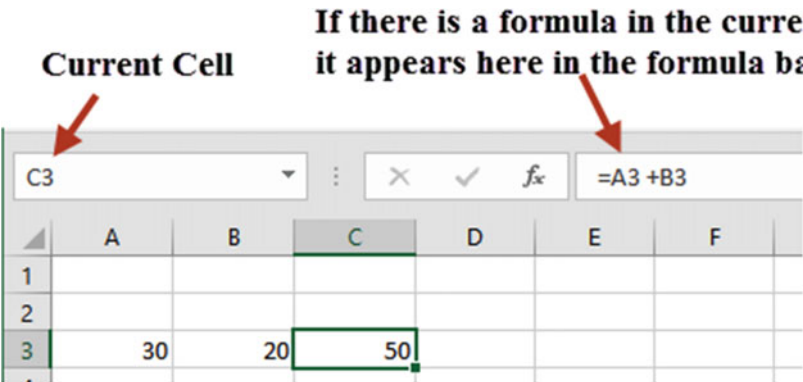 If there is a formula in the curre
Current Cell it appears here in the formula ba
C3 fx =A3 +B3
A B C D E F
1
2
3 30 20 50